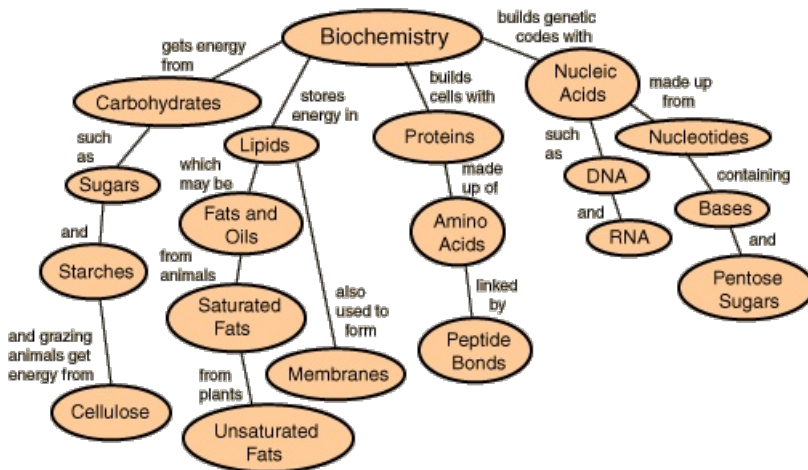 Biochemistry
gets energy
from
Carbohydrates
such
as
Sugars
and
Starches
and grazing
animals get
energy from
Cellulose
stores
energy in
Lipids
which
may be
Fats and
Oils
from
animals
Saturated
Fats
from
plants
Unsaturated
Fats
also
used to
form
Membranes
builds
cells with
Proteins
made
up of
Amino
Acids
linked
by
Peptide
Bonds
builds genetic
codes with
Nucleic
Acids
such
as
DNA
and
RNA
made up
from
Nucleotides
containing
Bases
and
Pentose
Sugars